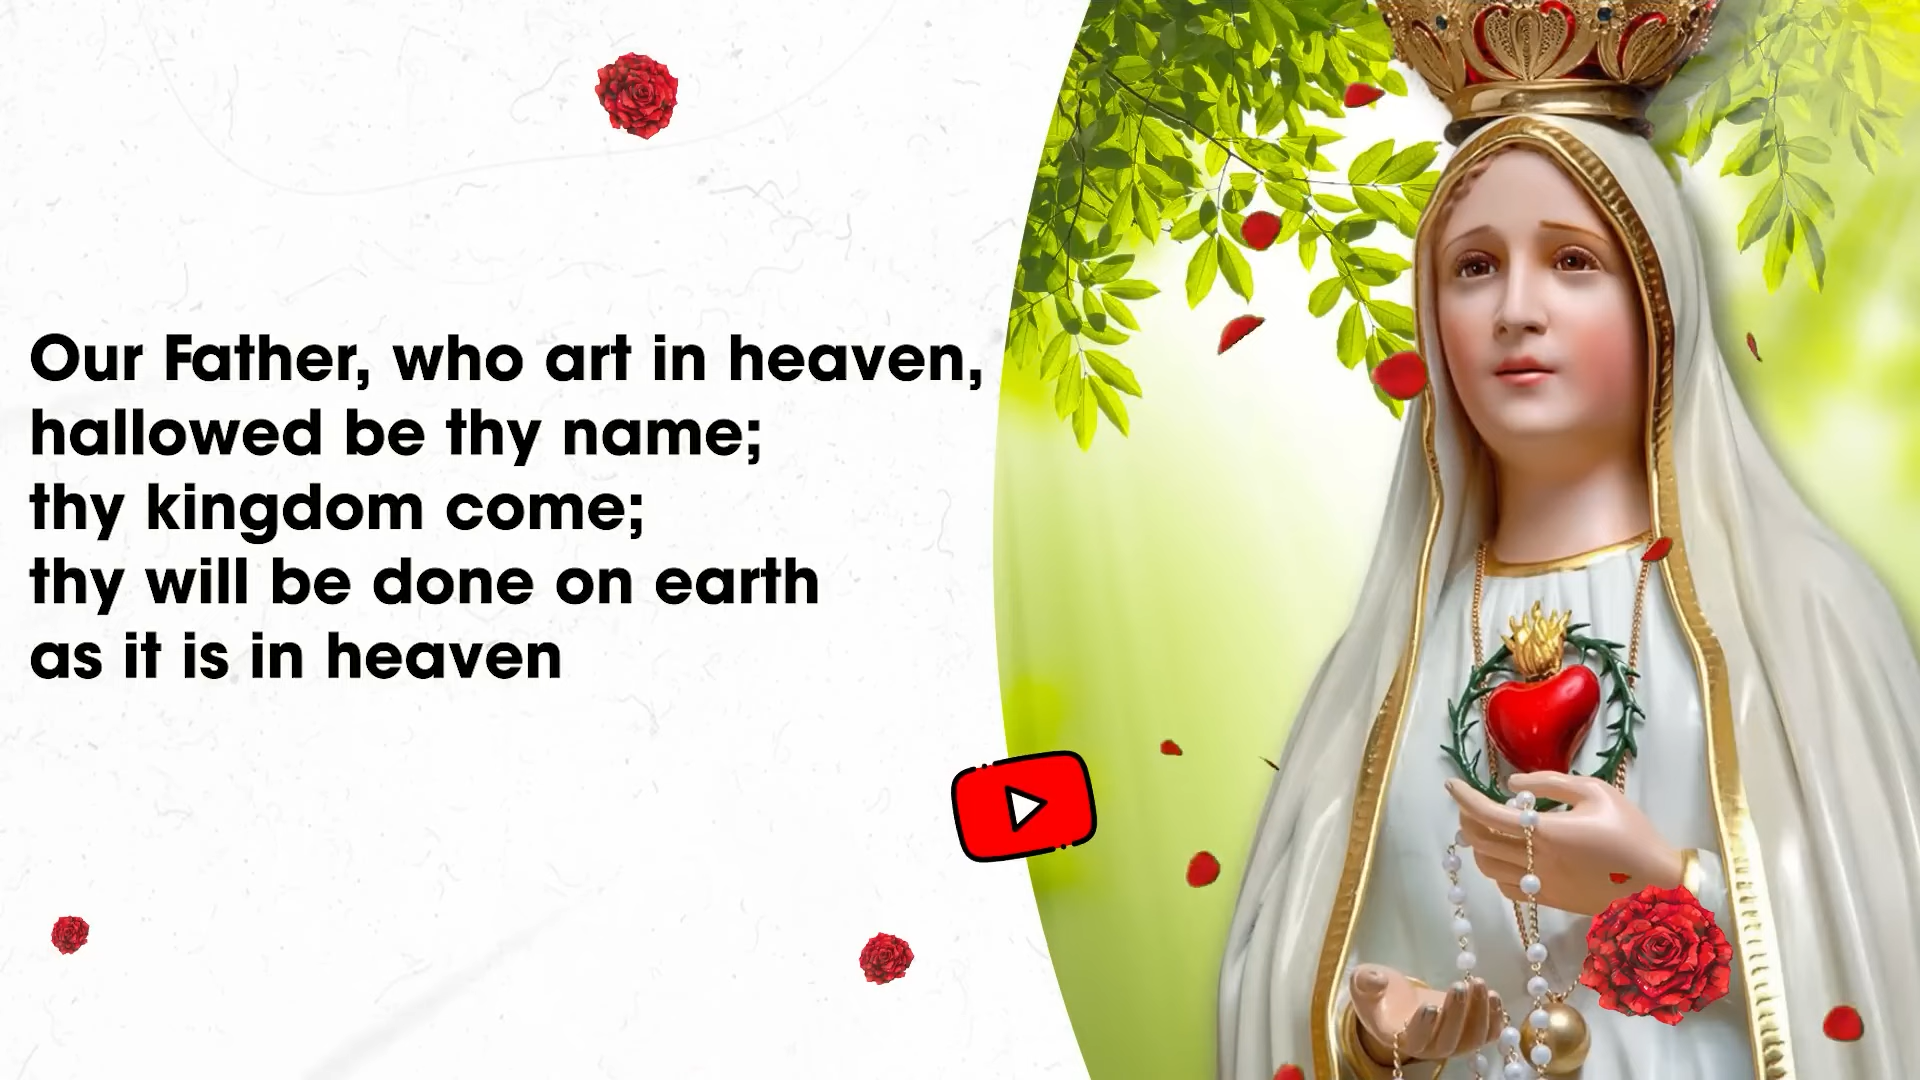 Our Father, who art in heaven,
hallowed be thy name;
thy kingdom come;
thy will be done on earth
as it is in heaven